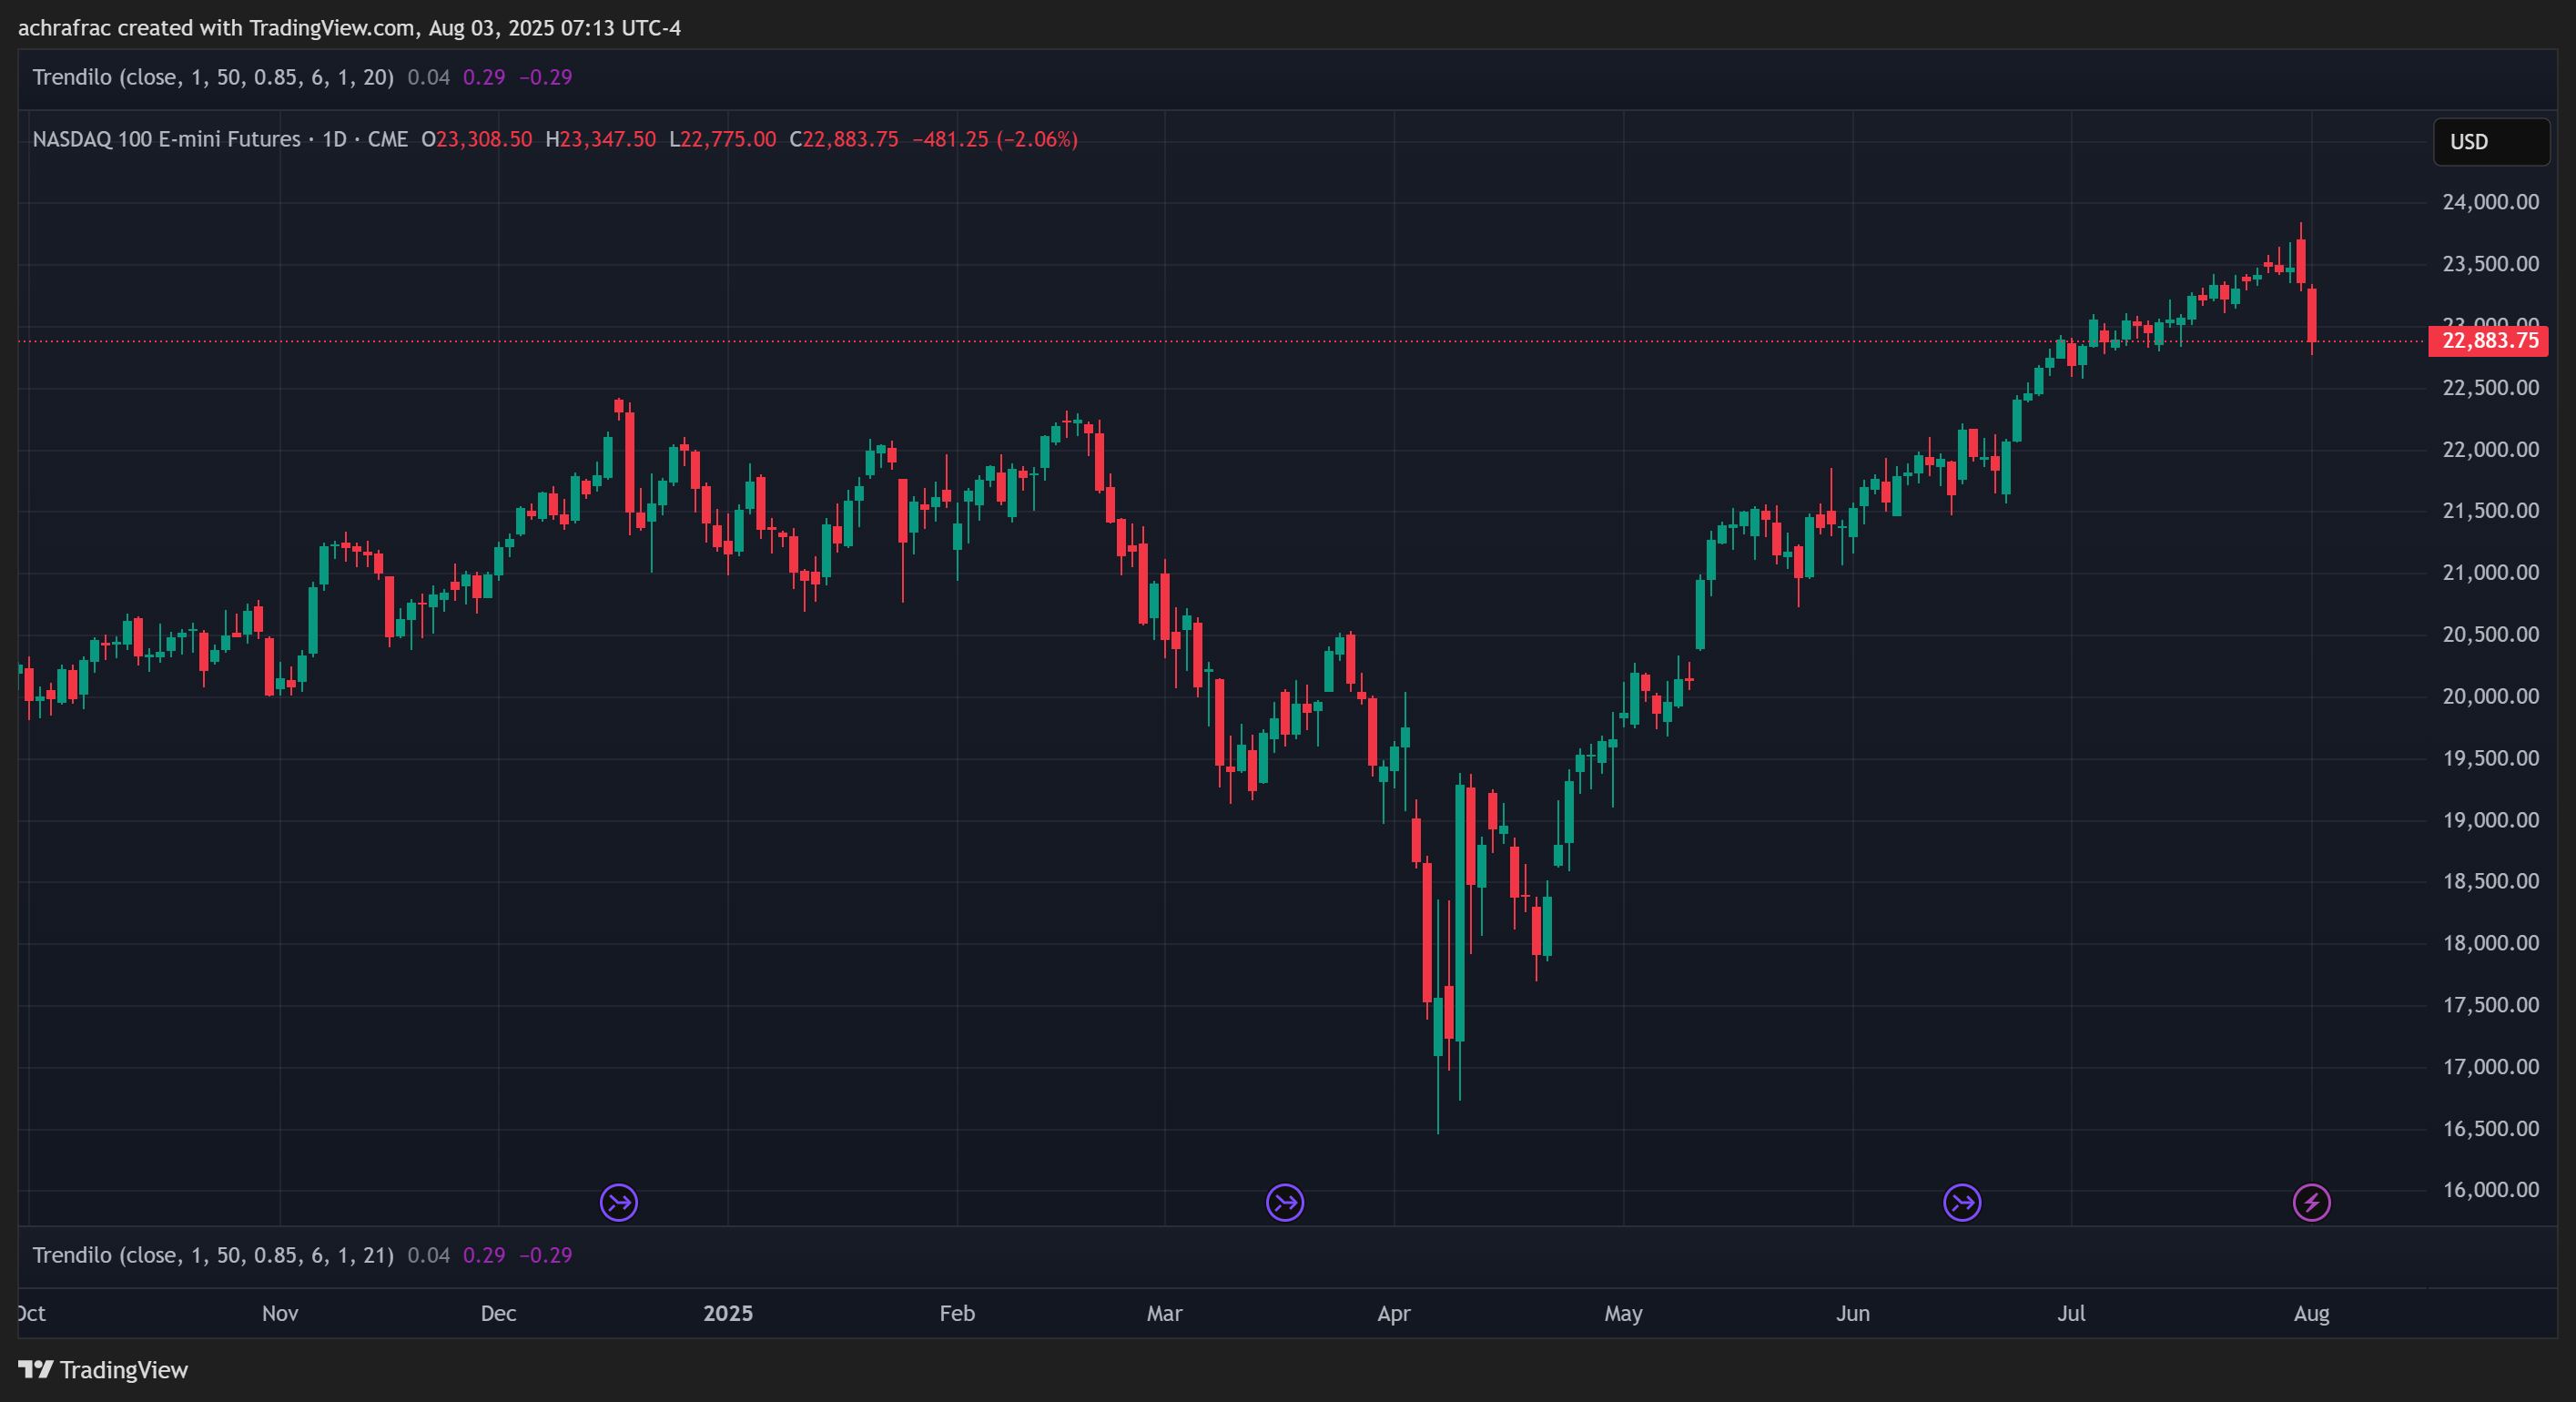 achrafrac created with TradingView.com, Aug 03, 2025 07:13 UTC-4
Trendilo (close, 1, 50, 0.85, 6, 1, 20) 0.04 0.29 −0.29
NASDAQ 100 E-mini Futures · 1D · CME O23,308.50 H23,347.50 L22,775.00 C22,883.75 −481.25 (−2.06%)
USD
24,000.00
23,500.00
23,000.00
22,883.75
22,500.00
22,000.00
21,500.00
21,000.00
20,500.00
20,000.00
19,500.00
19,000.00
18,500.00
18,000.00
17,500.00
17,000.00
16,500.00
16,000.00
Trendilo (close, 1, 50, 0.85, 6, 1, 21) 0.04 0.29 −0.29
Oct Nov Dec 2025 Feb Mar Apr May Jun Jul Aug
TradingView